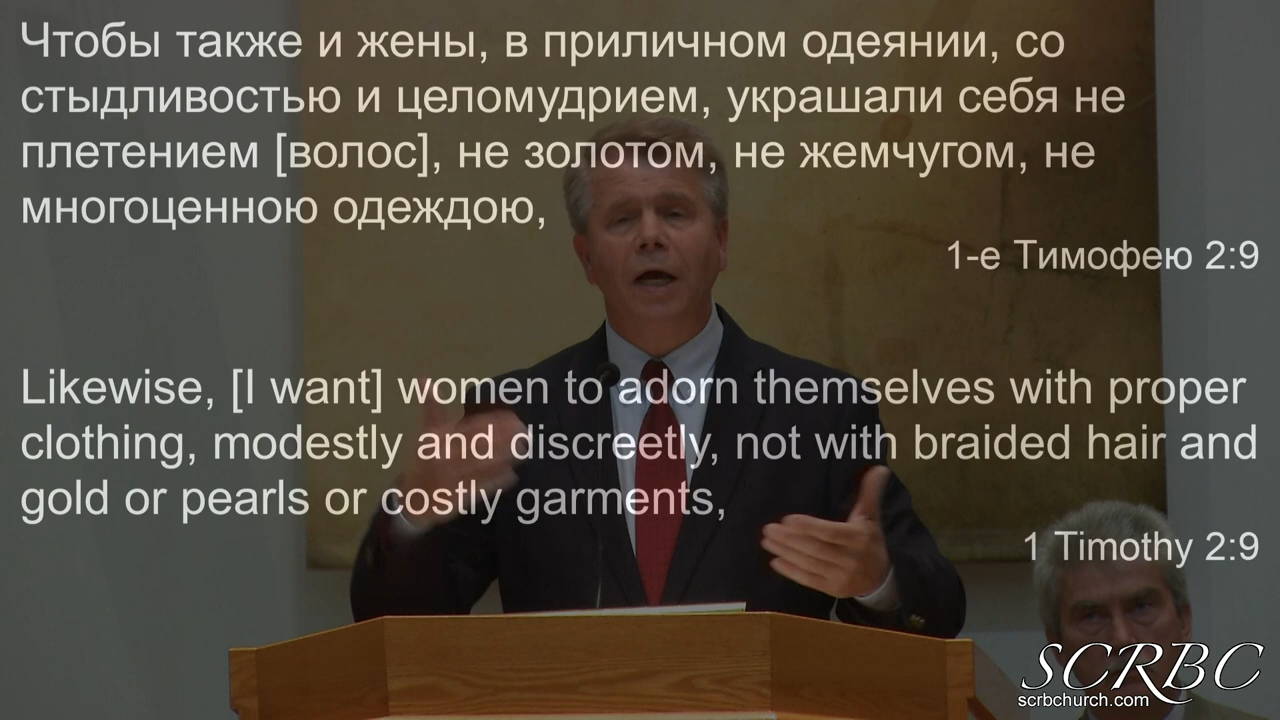 Чтобы также и жены, в приличном одеянии, со
стыдливостью и целомудрием, украшали себя не
плетением [волос], не золотом, не жемчугом, не
многоценною одеждою,
1-е Тимофею 2:9
Likewise, [I want] women to adorn themselves with proper
clothing, modestly and discreetly, not with braided hair and
gold or pearls or costly garments,
1 Timothy 2:9
SCRBC
scrbchurch.com